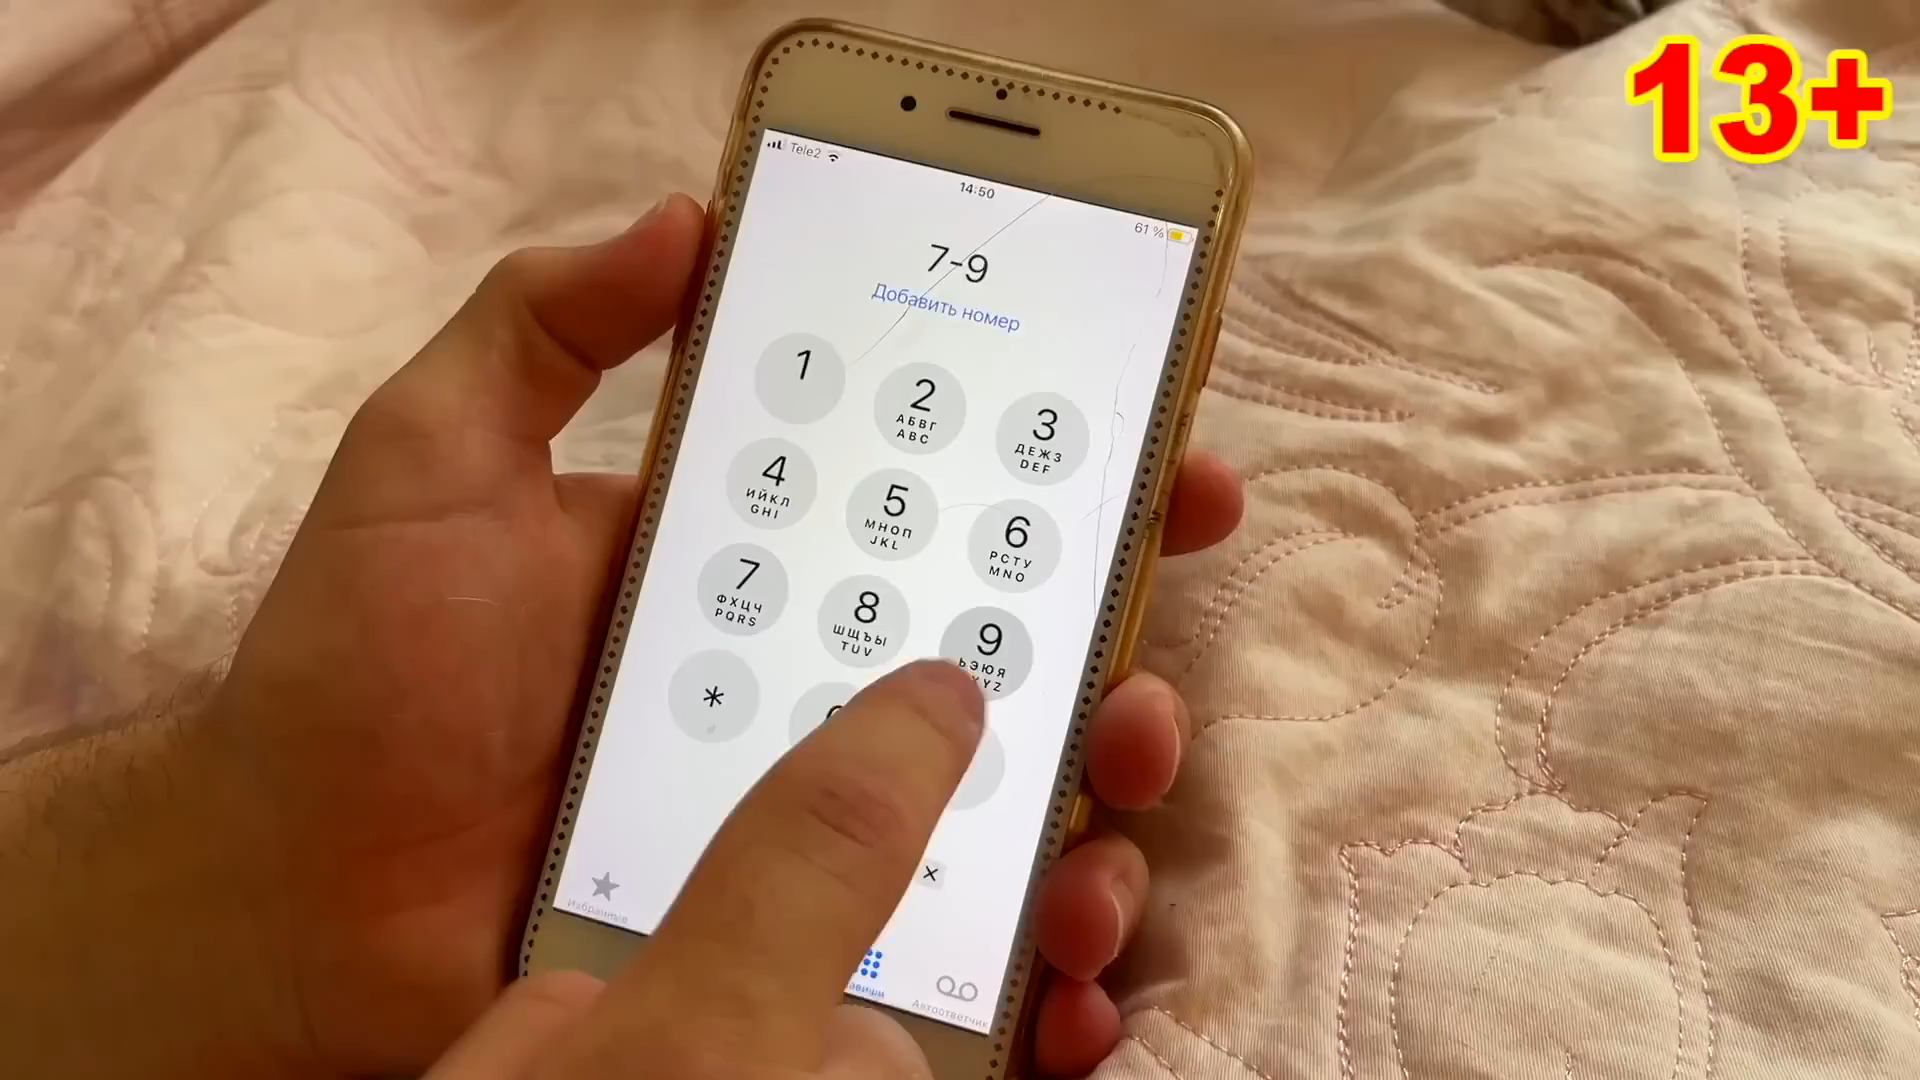 13+
Tele2
14:50
61 %
7-9
Добавить номер
1
2
АБВГ
ABC
3
ДЕЖЗ
DEF
4
ИЙКЛ
GHI
5
МНОП
JKL
6
РСТУ
MNO
7
ФХЦЧ
PQRS
8
ШЩЪЫ
TUV
9
ЬЭЮЯ
XYZ
*
Избранные
Автоответчик